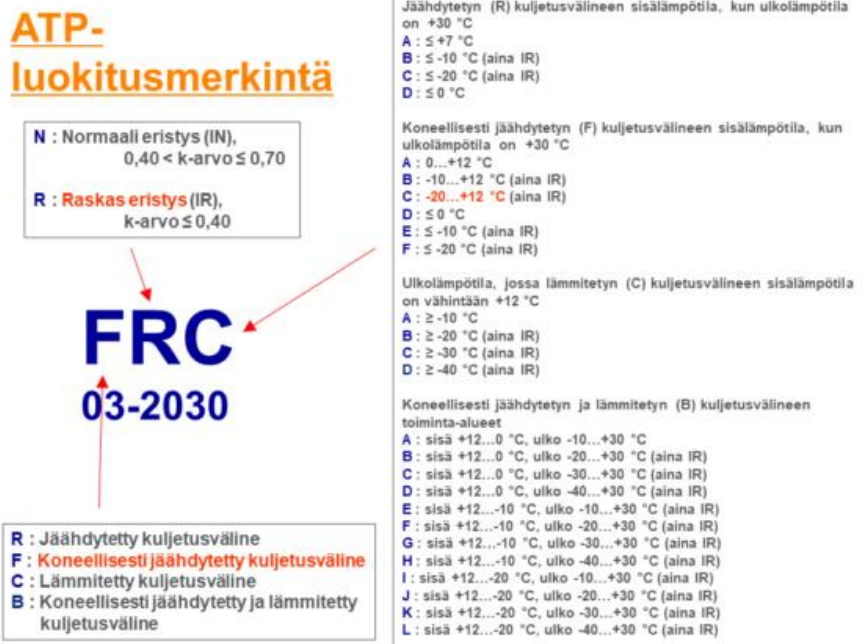 ATP-
luokitusmerkintä
N : Normaali eristys (IN),
0,40 < k-arvo ≤ 0,70
R : Raskas eristys (IR),
k-arvo ≤ 0,40
FRC
03-2030
R : Jäähdytetty kuljetusväline
F : Koneellisesti jäähdytetty kuljetusväline
C : Lämmitetty kuljetusväline
B : Koneellisesti jäähdytetty ja lämmitetty
kuljetusväline
Jäähdytetyn (R) kuljetusvälineen sisälämpötila, kun ulkolämpötila
on +30 °C
A : ≤ +7 °C
B : ≤ -10 °C (aina IR)
C : ≤ -20 °C (aina IR)
D : ≤ 0 °C
Koneellisesti jäähdytetyn (F) kuljetusvälineen sisälämpötila, kun
ulkolämpötila on +30 °C
A : 0...+12 °C
B : -10...+12 °C (aina IR)
C : -20...+12 °C (aina IR)
D : ≤ 0 °C
E : ≤ -10 °C (aina IR)
F : ≤ -20 °C (aina IR)
Ulkolämpötila, jossa lämmitetyn (C) kuljetusvälineen sisälämpötila
on vähintään +12 °C
A : ≥ -10 °C
B : ≥ -20 °C (aina IR)
C : ≥ -30 °C (aina IR)
D : ≥ -40 °C (aina IR)
Koneellisesti jäähdytetyn ja lämmitetyn (B) kuljetusvälineen
toiminta-alueet
A : sisä +12...0 °C, ulko -10...+30 °C
B : sisä +12...0 °C, ulko -20...+30 °C (aina IR)
C : sisä +12...0 °C, ulko -30...+30 °C (aina IR)
D : sisä +12...0 °C, ulko -40...+30 °C (aina IR)
E : sisä +12...-10 °C, ulko -10...+30 °C (aina IR)
F : sisä +12...-10 °C, ulko -20...+30 °C (aina IR)
G : sisä +12...-10 °C, ulko -30...+30 °C (aina IR)
H : sisä +12...-10 °C, ulko -40...+30 °C (aina IR)
I : sisä +12...-20 °C, ulko -10...+30 °C (aina IR)
J : sisä +12...-20 °C, ulko -20...+30 °C (aina IR)
K : sisä +12...-20 °C, ulko -30...+30 °C (aina IR)
L : sisä +12...-20 °C, ulko -40...+30 °C (aina IR)